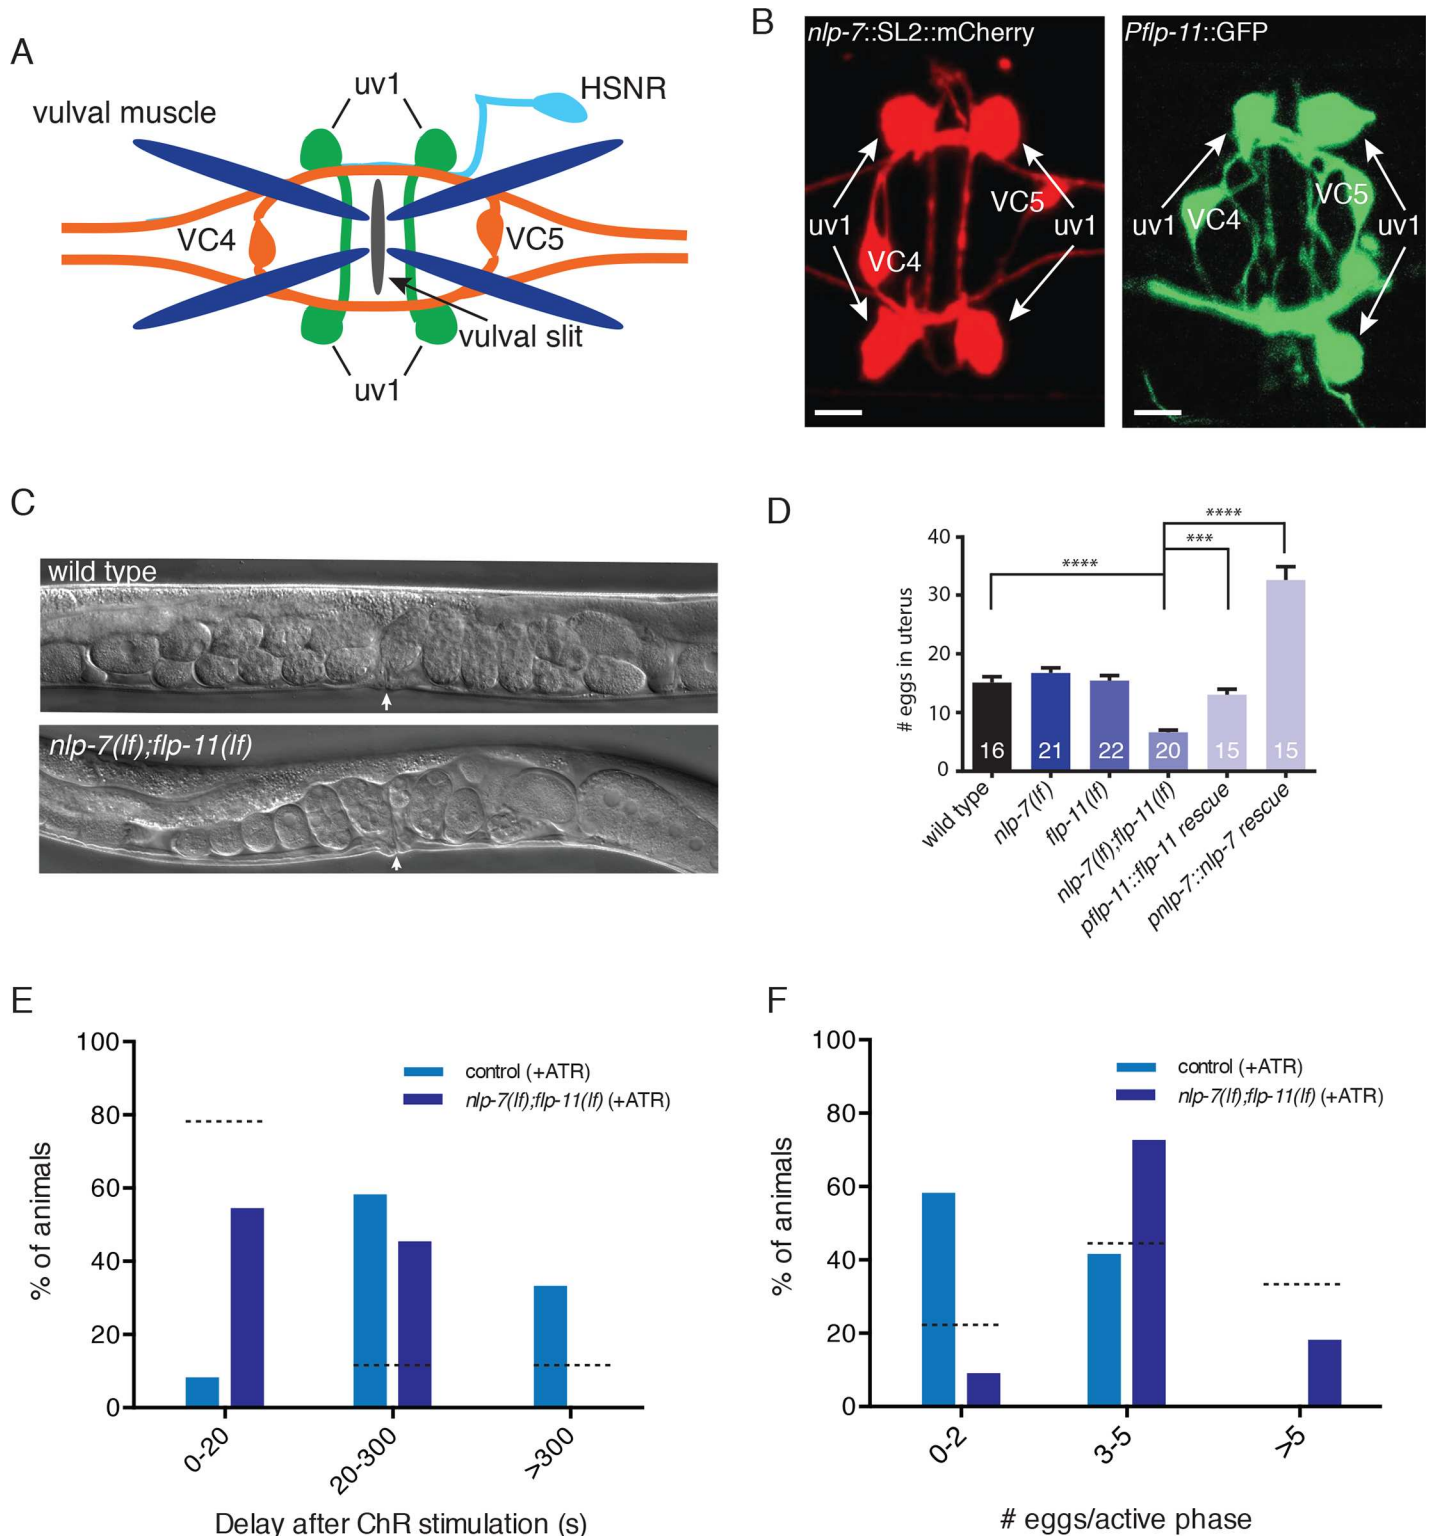 A
uv1
HSNR
vulval muscle
VC4
VC5
vulval slit
uv1
B
nlp-7::SL2::mCherry
Pflp-11::GFP
VC5
uv1
uv1
VC4
VC5
uv1
VC4
uv1
C
wild type
nlp-7(lf);flp-11(lf)
D
****
***
****
# eggs in uterus
40
30
20
10
0
16
21
22
20
15
15
wild type
nlp-7(lf)
flp-11(lf)
nlp-7(lf);flp-11(lf)
pflp-11::flp-11 rescue
pnlp-7::nlp-7 rescue
E
% of animals
100
80
60
40
20
0
control (+ATR)
nlp-7(lf);flp-11(lf) (+ATR)
0-20
20-300
>300
Delay after ChR stimulation (s)
F
% of animals
100
80
60
40
20
0
control (+ATR)
nlp-7(lf);flp-11(lf) (+ATR)
0-2
3-5
>5
# eggs/active phase